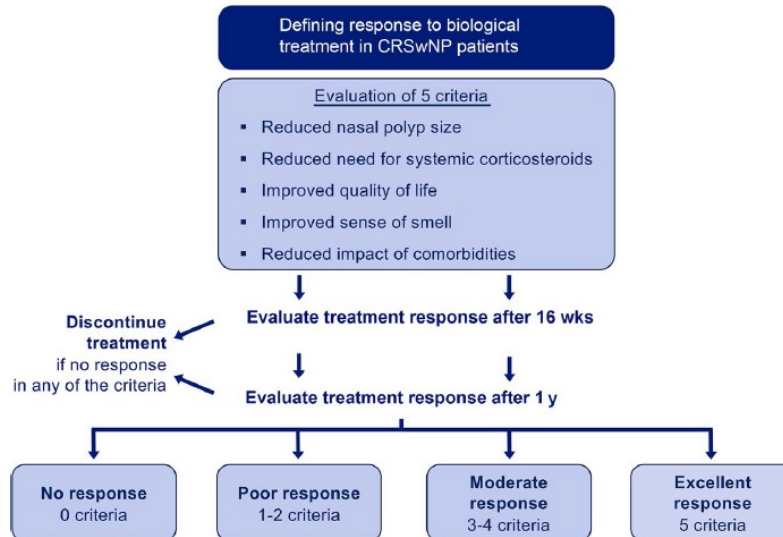 Defining response to biological
treatment in CRSwNP patients
Evaluation of 5 criteria
▪ Reduced nasal polyp size
▪ Reduced need for systemic corticosteroids
▪ Improved quality of life
▪ Improved sense of smell
▪ Reduced impact of comorbidities
Evaluate treatment response after 16 wks
Discontinue
treatment
if no response
in any of the criteria
Evaluate treatment response after 1 y
No response
0 criteria
Poor response
1-2 criteria
Moderate
response
3-4 criteria
Excellent
response
5 criteria